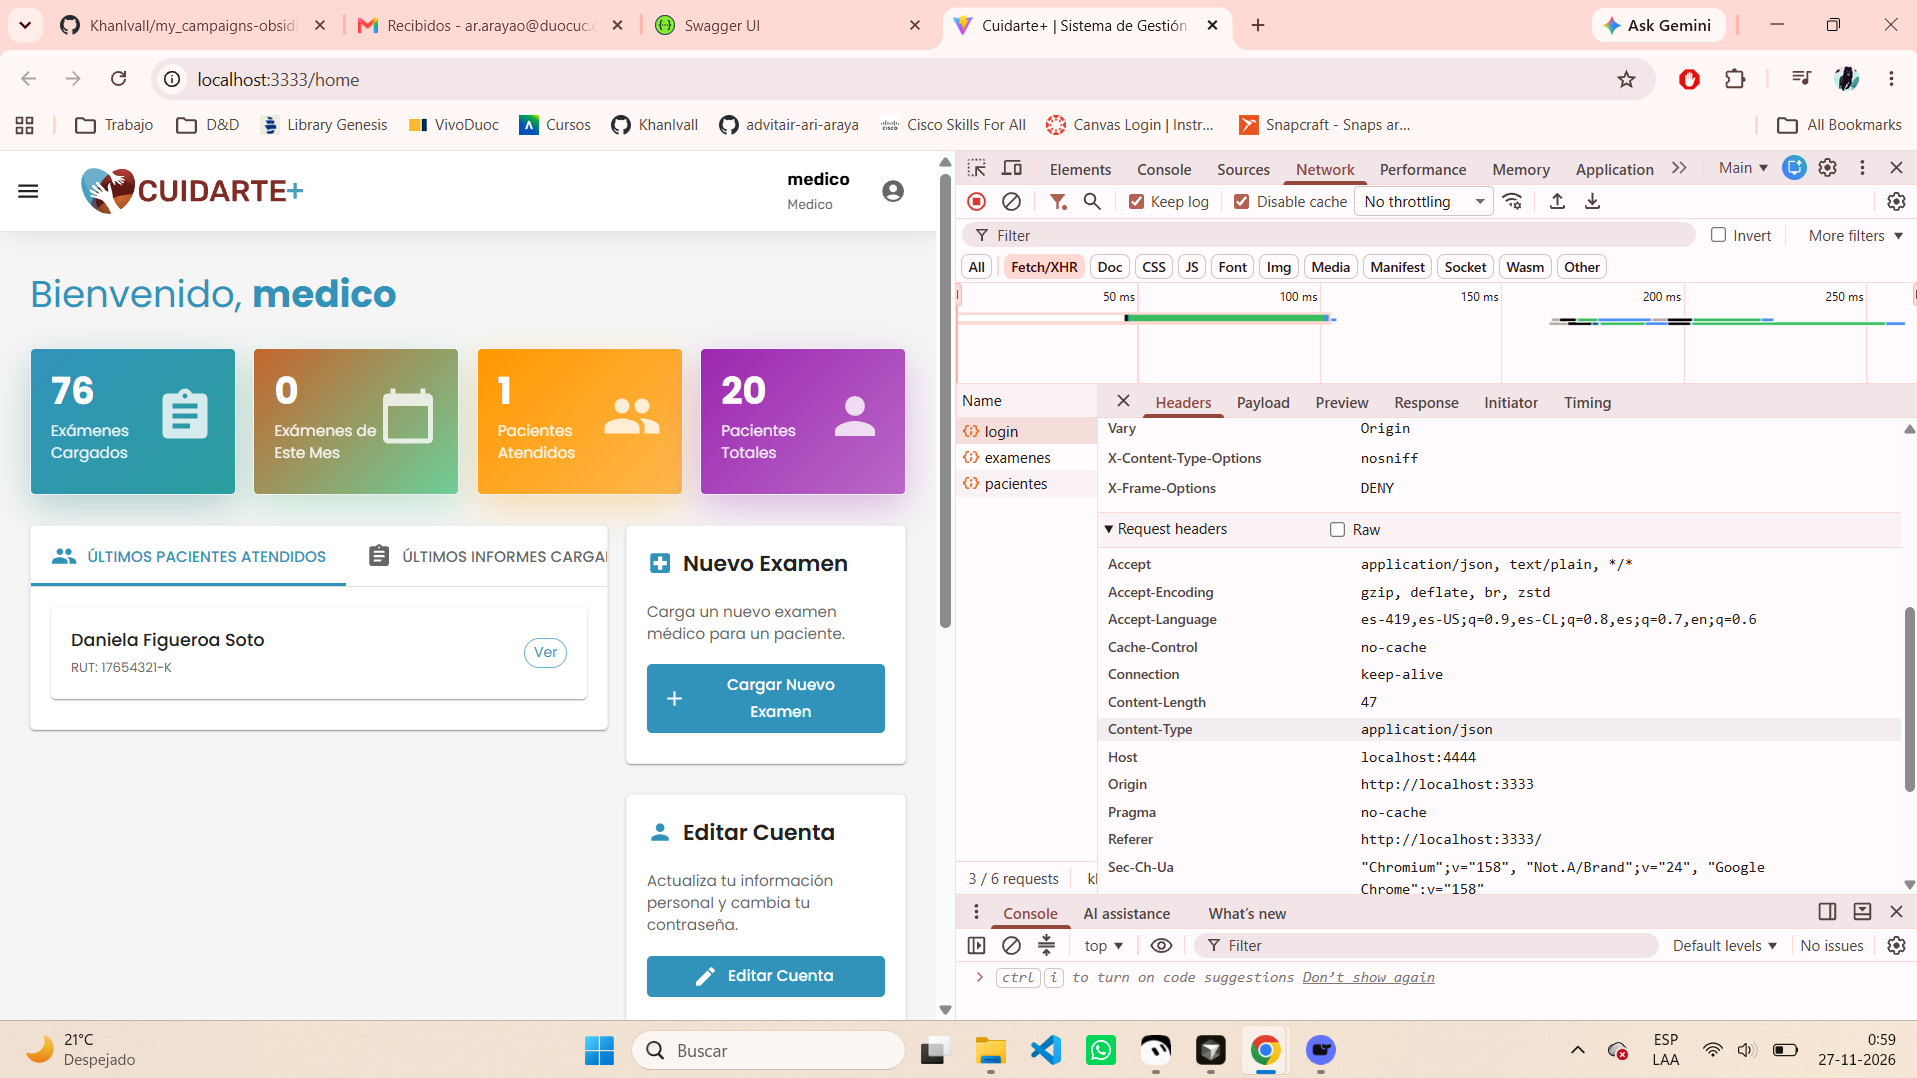 Khanlvall/my_campaigns-obsidi
Recibidos - ar.arayao@duocuc.c
Swagger UI
Cuidarte+ | Sistema de Gestión
Ask Gemini
localhost:3333/home
Trabajo
D&D
Library Genesis
VivoDuoc
Cursos
Khanlvall
advitair-ari-araya
Cisco Skills For All
Canvas Login | Instr...
Snapcraft - Snaps ar...
All Bookmarks
CUIDARTE+
medico
Medico
Bienvenido, medico
76
Exámenes
Cargados
0
Exámenes de
Este Mes
1
Pacientes
Atendidos
20
Pacientes
Totales
ÚLTIMOS PACIENTES ATENDIDOS
ÚLTIMOS INFORMES CARGA
Daniela Figueroa Soto
RUT: 17654321-K
Ver
Nuevo Examen
Carga un nuevo examen
médico para un paciente.
Cargar Nuevo
Examen
Editar Cuenta
Actualiza tu información
personal y cambia tu
contraseña.
Editar Cuenta
Elements
Console
Sources
Network
Performance
Memory
Application
Main
Keep log
Disable cache
No throttling
Filter
Invert
More filters
All
Fetch/XHR
Doc
CSS
JS
Font
Img
Media
Manifest
Socket
Wasm
Other
50 ms
100 ms
150 ms
200 ms
250 ms
Name
login
examenes
pacientes
3 / 6 requests
Headers
Payload
Preview
Response
Initiator
Timing
Vary Origin
X-Content-Type-Options nosniff
X-Frame-Options DENY
Request headers
Raw
Accept application/json, text/plain, */*
Accept-Encoding gzip, deflate, br, zstd
Accept-Language es-419,es-US;q=0.9,es-CL;q=0.8,es;q=0.7,en;q=0.6
Cache-Control no-cache
Connection keep-alive
Content-Length 47
Content-Type application/json
Host localhost:4444
Origin http://localhost:3333
Pragma no-cache
Referer http://localhost:3333/
Sec-Ch-Ua "Chromium";v="158", "Not.A/Brand";v="24", "Google
Chrome";v="158"
Console
AI assistance
What's new
top
Filter
Default levels
No issues
ctrl i to turn on code suggestions Don't show again
21°C
Despejado
Buscar
ESP
LAA
0:59
27-11-2026